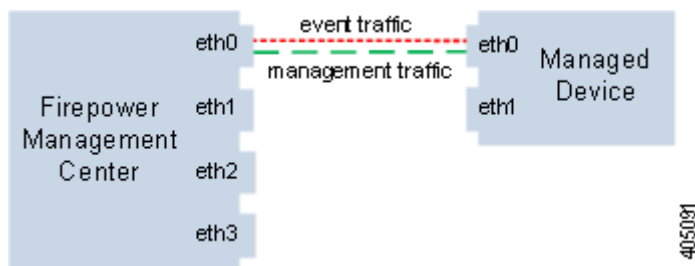 event traffic
eth0
eth0
management traffic
Managed
Device
eth1
eth1
Firepower
Management
Center
eth2
eth3
405091